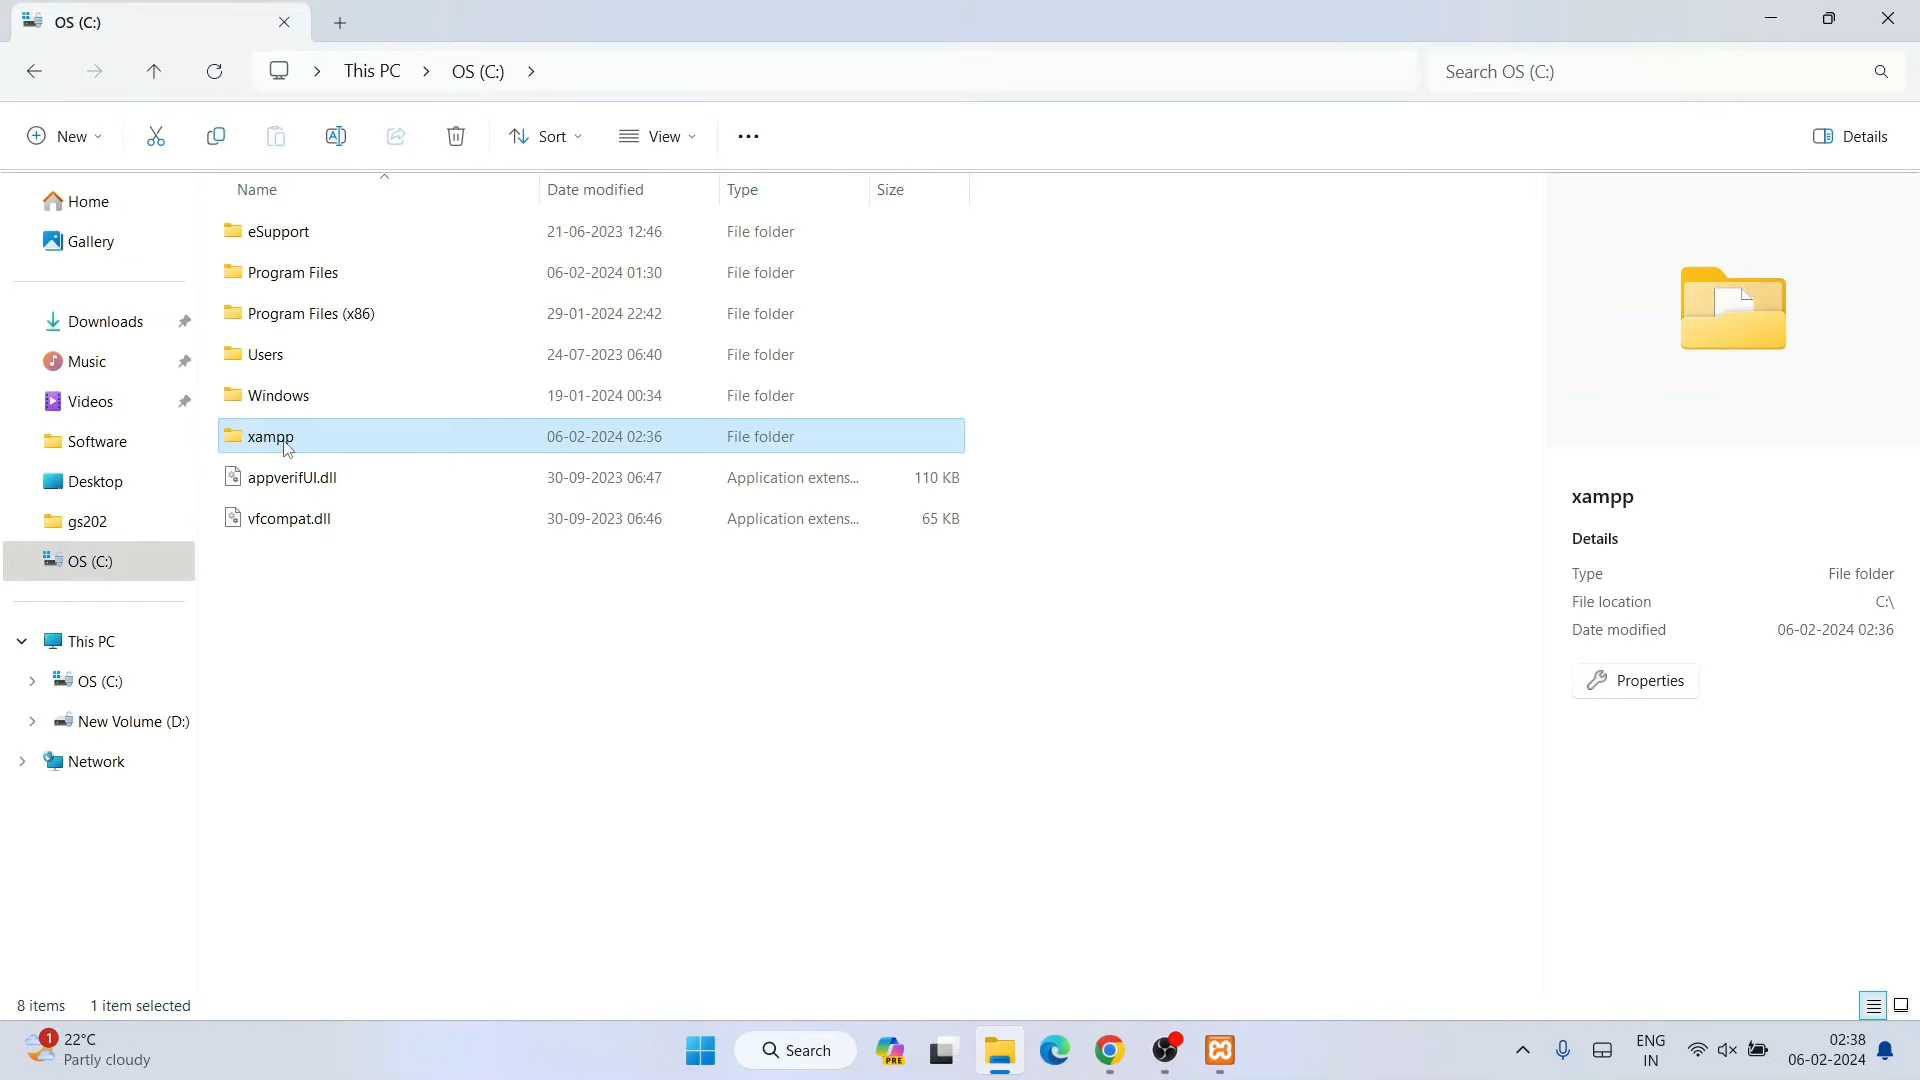 OS (C:)
This PC OS (C:)
Search OS (C:)
New
Sort
View
Details
Name Date modified Type Size
Home
Gallery
Downloads
Music
Videos
Software
Desktop
gs202
OS (C:)
This PC
OS (C:)
New Volume (D:)
Network
eSupport 21-06-2023 12:46 File folder
Program Files 06-02-2024 01:30 File folder
Program Files (x86) 29-01-2024 22:42 File folder
Users 24-07-2023 06:40 File folder
Windows 19-01-2024 00:34 File folder
xampp 06-02-2024 02:36 File folder
appverifUI.dll 30-09-2023 06:47 Application extens... 110 KB
vfcompat.dll 30-09-2023 06:46 Application extens... 65 KB
xampp
Details
Type File folder
File location C:\
Date modified 06-02-2024 02:36
Properties
8 items 1 item selected
1
22°C
Partly cloudy
Search
PRE
ENG
IN
02:38
06-02-2024